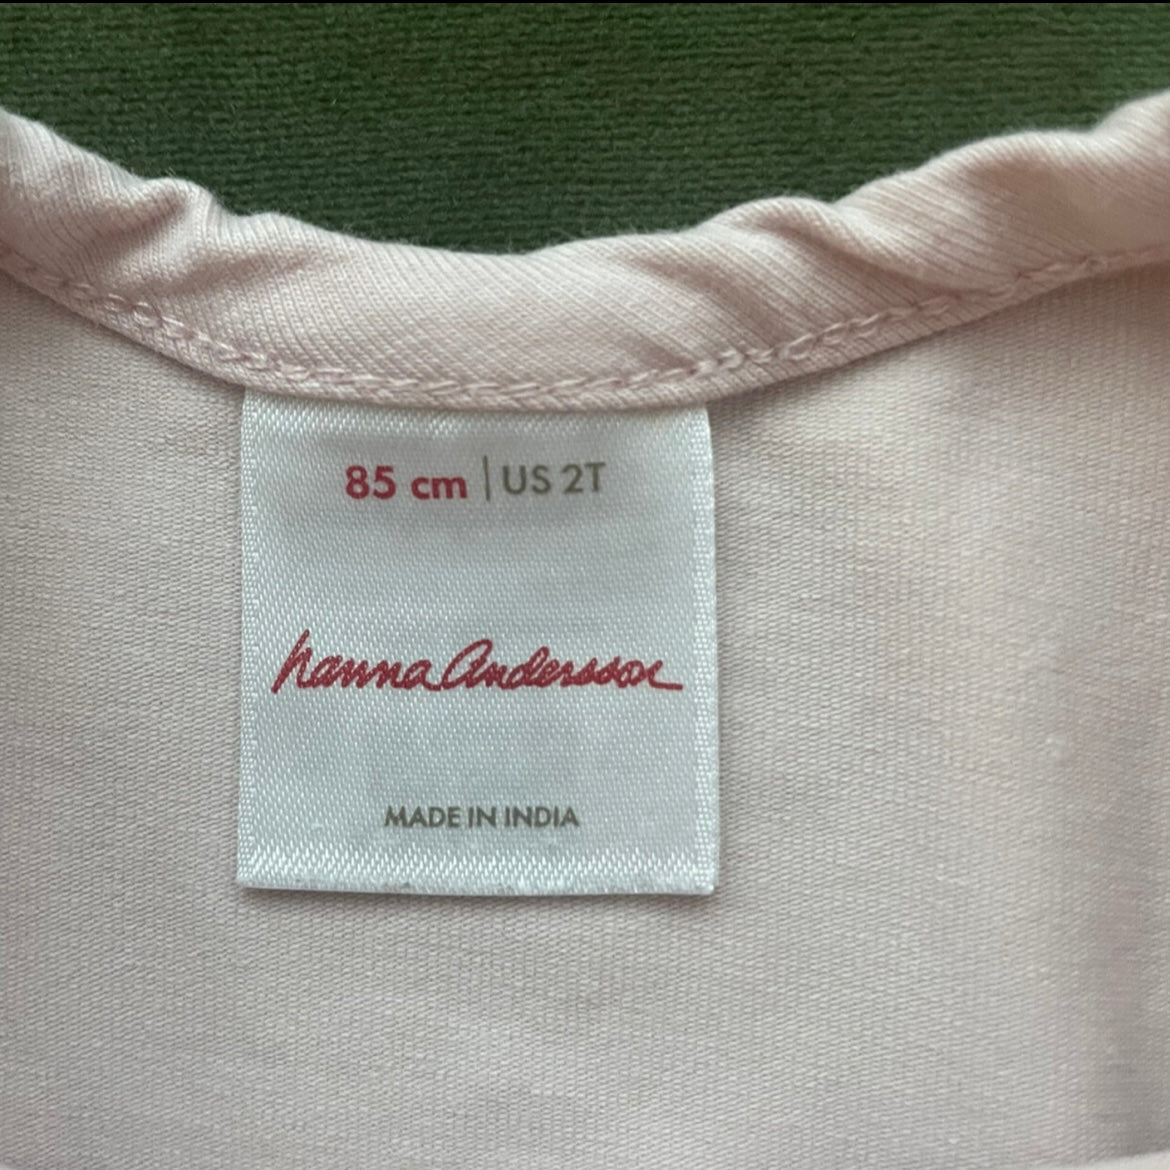 85 cm | US 2T
hanna Andersson
MADE IN INDIA